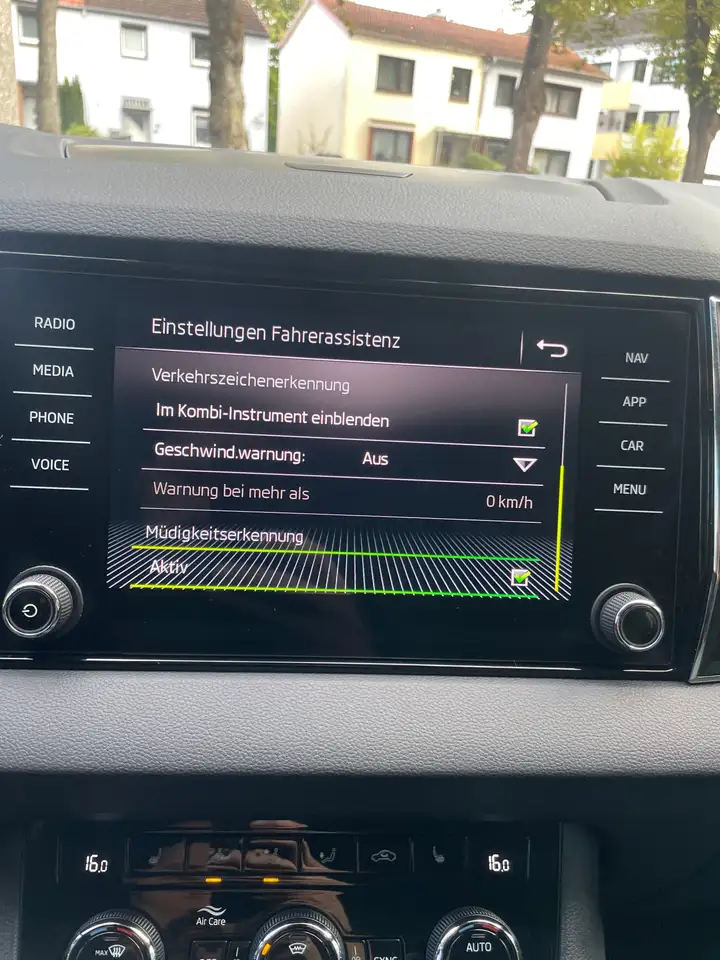 Einstellungen Fahrerassistenz
RADIO
MEDIA
PHONE
VOICE
Verkehrszeichenerkennung
Im Kombi-Instrument einblenden
Geschwind.warnung: Aus
Warnung bei mehr als 0 km/h
Müdigkeitserkennung
Aktiv
NAV
APP
CAR
MENU
16.0
16.0
Air Care
MAX
AUTO